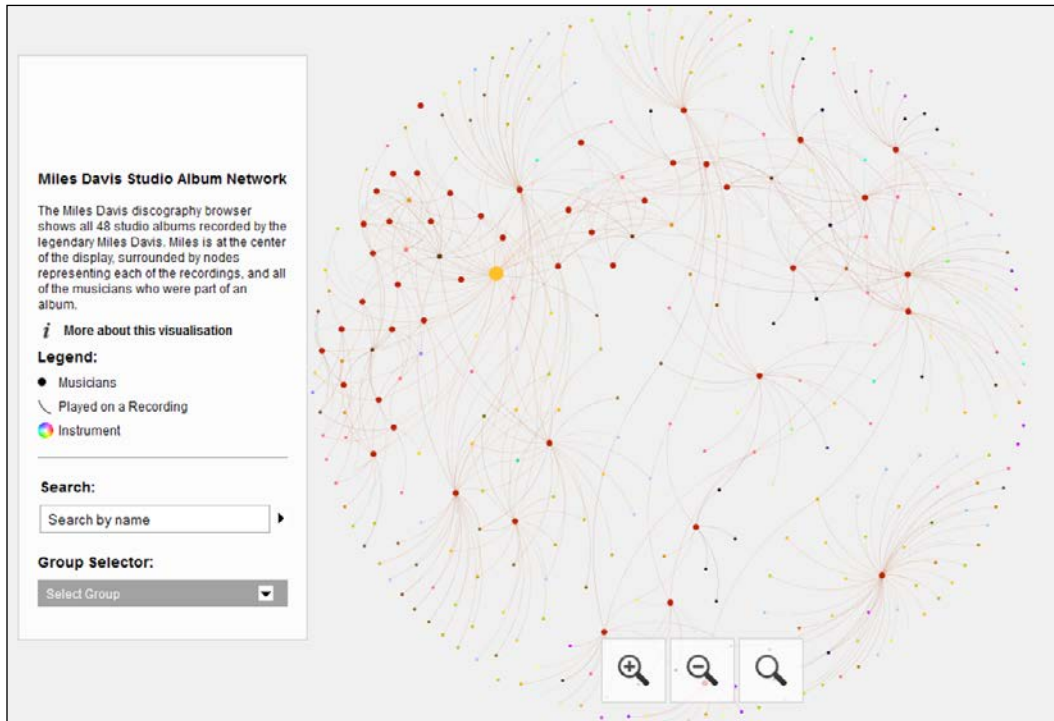 Miles Davis Studio Album Network
The Miles Davis discography browser
shows all 48 studio albums recorded by the
legendary Miles Davis. Miles is at the center
of the display, surrounded by nodes
representing each of the recordings, and all
of the musicians who were part of an
album.
i More about this visualisation
Legend:
Musicians
Played on a Recording
Instrument
Search:
Search by name
Group Selector:
Select Group